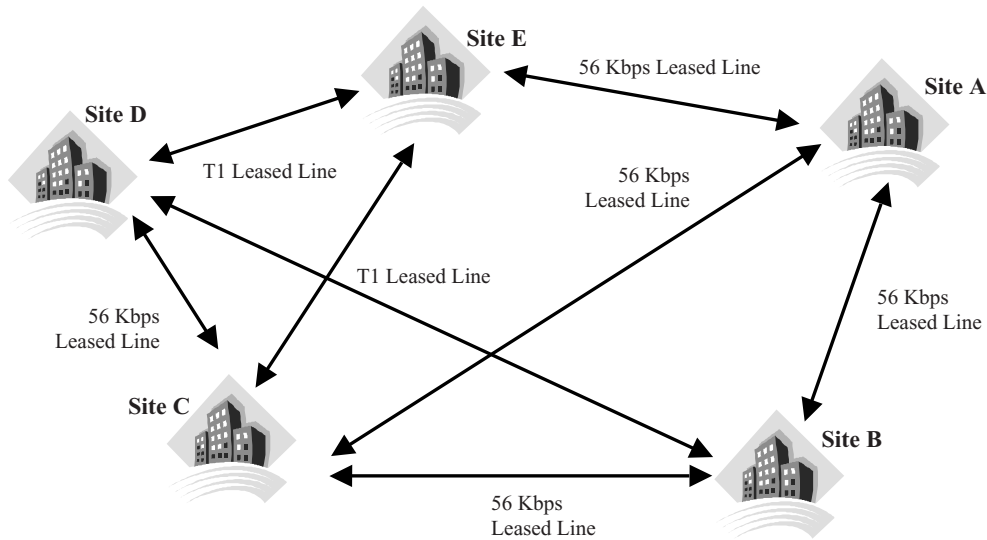 Site E
56 Kbps Leased Line
Site A
Site D
T1 Leased Line
56 Kbps
Leased Line
T1 Leased Line
56 Kbps
Leased Line
56 Kbps
Leased Line
Site C
Site B
56 Kbps
Leased Line